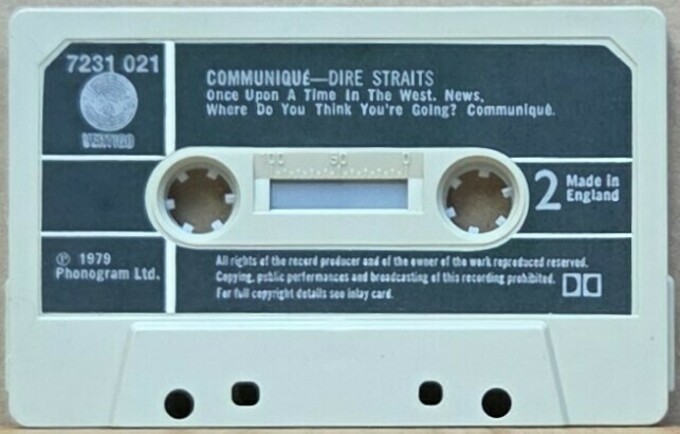 7231 021
VERTIGO
COMMUNIQUÉ—DIRE STRAITS
Once Upon A Time In The West. News.
Where Do You Think You're Going? Communiqué.
100 50 0
2
Made in
England
℗ 1979
Phonogram Ltd.
All rights of the record producer and of the owner of the work reproduced reserved.
Copying, public performances and broadcasting of this recording prohibited.
For full copyright details see inlay card.